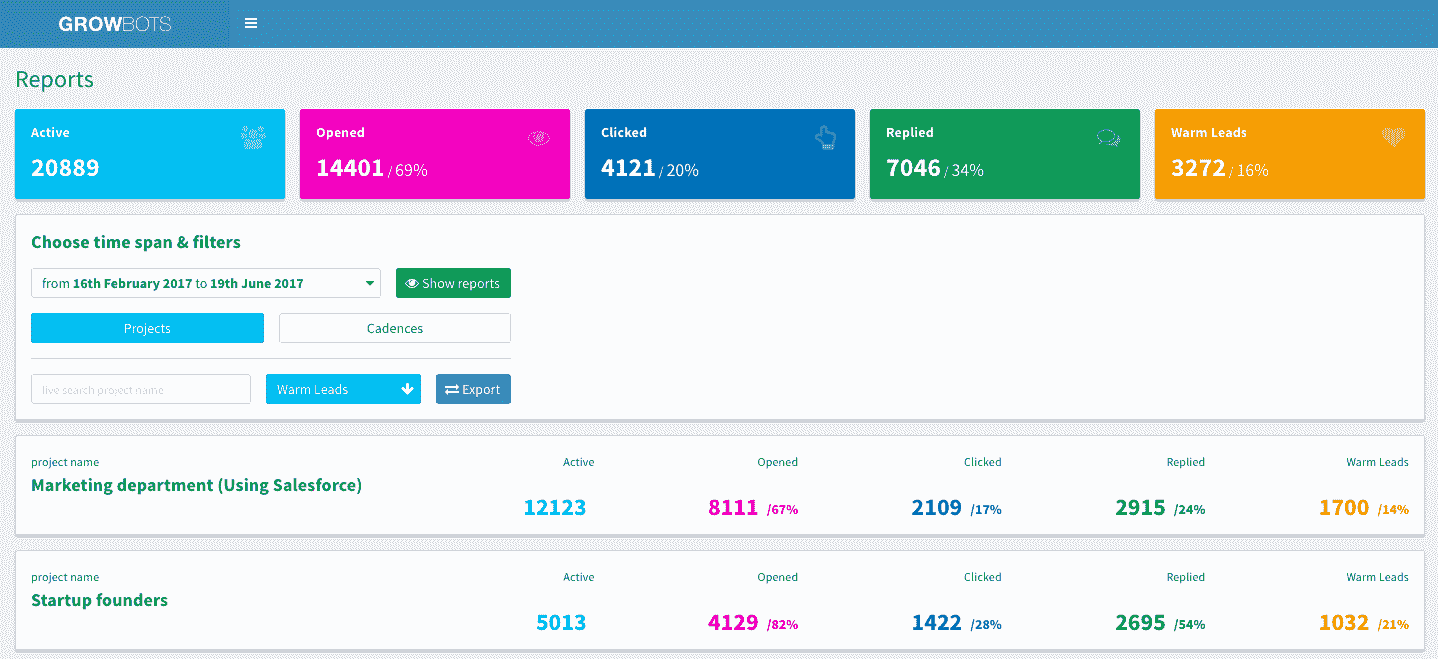 GROWBOTS
Reports
Active
20889
Opened
14401 / 69%
Clicked
4121 / 20%
Replied
7046 / 34%
Warm Leads
3272 / 16%
Choose time span & filters
from 16th February 2017 to 19th June 2017
Show reports
Projects
Cadences
live search project name
Warm Leads
Export
project name Active Opened Clicked Replied Warm Leads
Marketing department (Using Salesforce)
12123 8111 /67% 2109 /17% 2915 /24% 1700 /14%
project name Active Opened Clicked Replied Warm Leads
Startup founders
5013 4129 /82% 1422 /28% 2695 /54% 1032 /21%